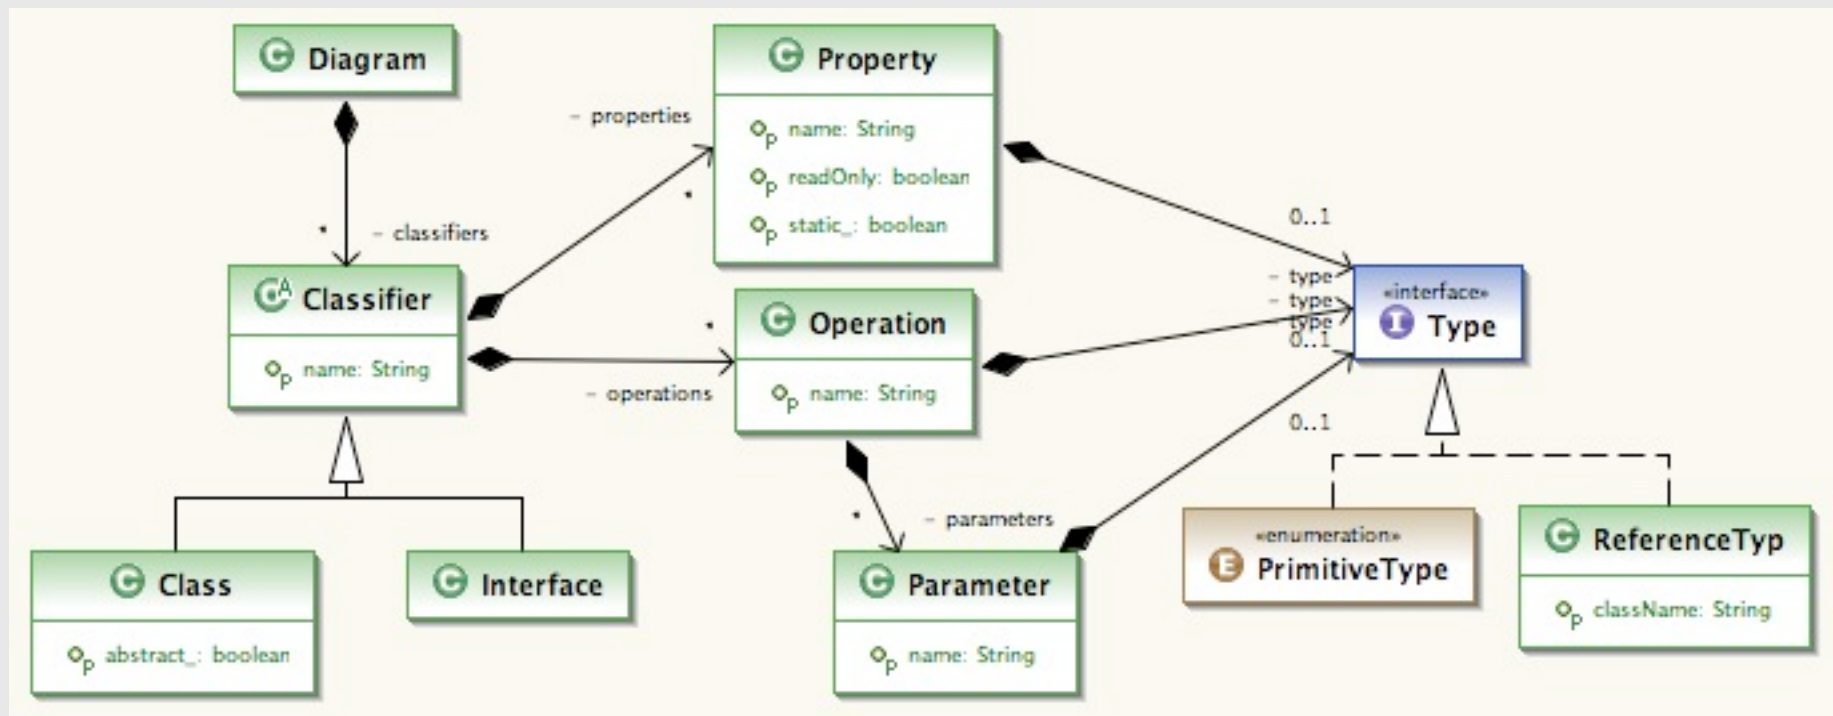 Diagram
Property
– properties
name: String
readOnly: boolean
static_: boolean
*
*
– classifiers
0..1
Classifier
name: String
– type
– type
type
0..1
«interface»
Type
*
Operation
name: String
– operations
0..1
*
– parameters
Class
abstract_: boolean
Interface
Parameter
name: String
«enumeration»
PrimitiveType
ReferenceTyp
className: String